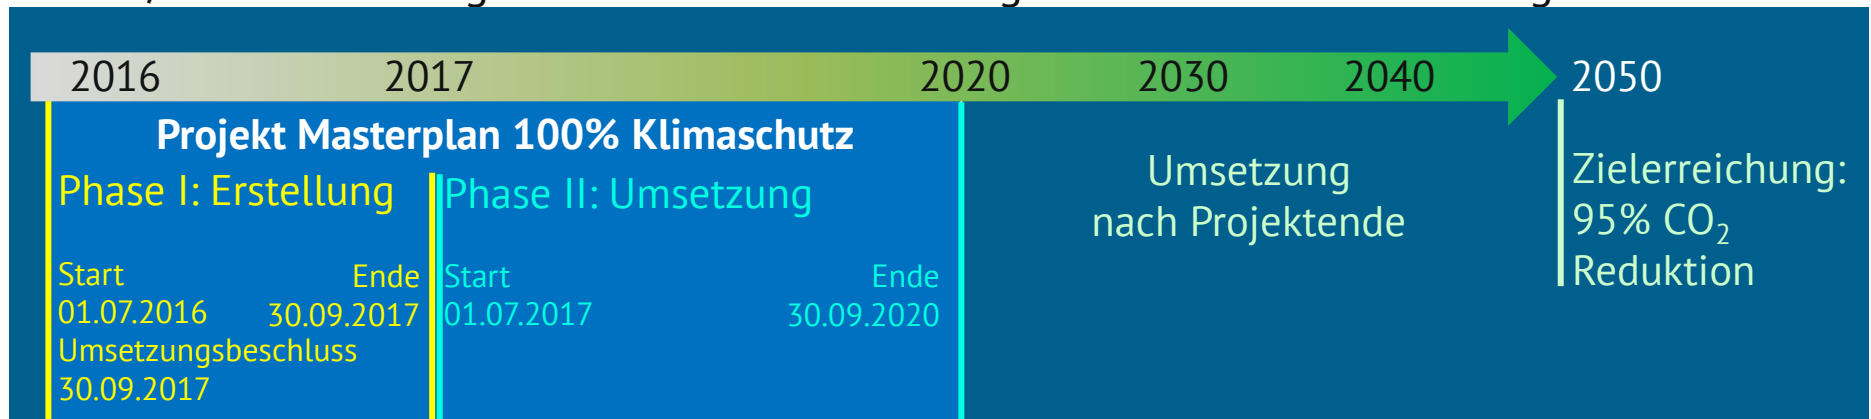 2016 2017 2020 2030 2040 2050
Projekt Masterplan 100% Klimaschutz
Phase I: Erstellung
Start
01.07.2016
Ende
30.09.2017
Umsetzungsbeschluss
30.09.2017
Phase II: Umsetzung
Start
01.07.2017
Ende
30.09.2020
Umsetzung
nach Projektende
Zielerreichung:
95% CO₂
Reduktion